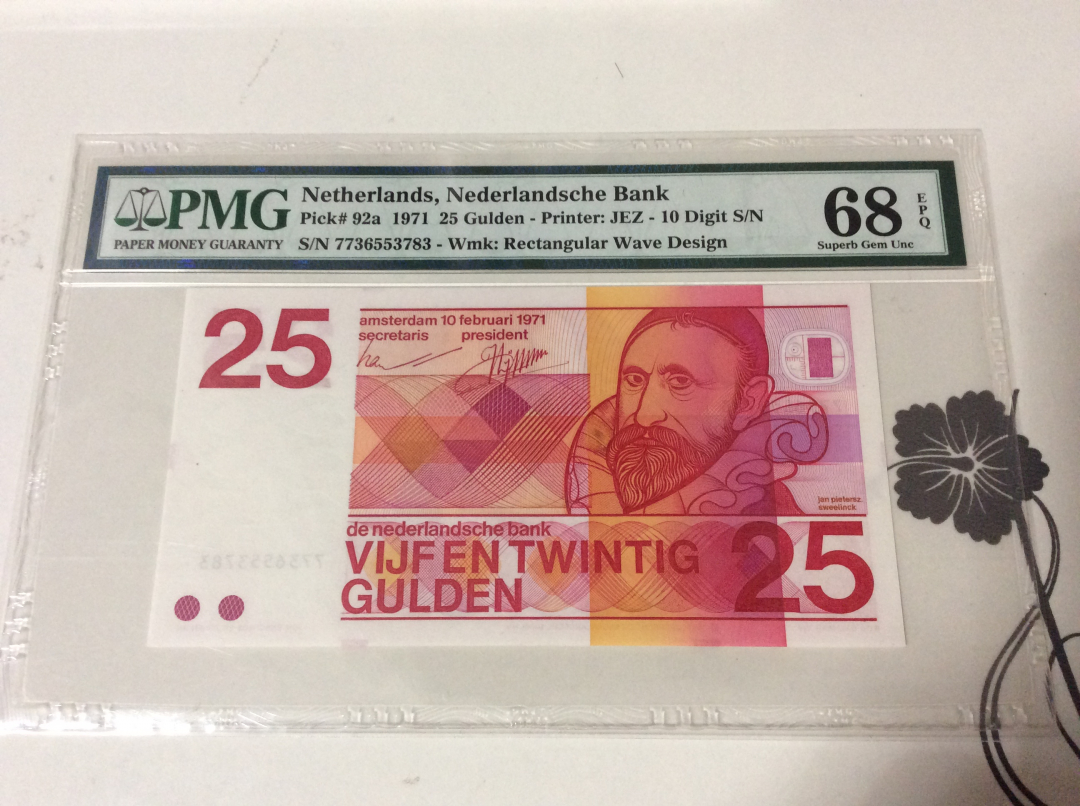 PMG
PAPER MONEY GUARANTY
Netherlands, Nederlandsche Bank
Pick# 92a 1971 25 Gulden - Printer: JEZ - 10 Digit S/N
S/N 7736553783 - Wmk: Rectangular Wave Design
68 EPQ
Superb Gem Unc
25
amsterdam 10 februari 1971
secretaris president
jan pietersz.
sweelinck
de nederlandsche bank
VIJF EN TWINTIG
GULDEN
25
7736553783